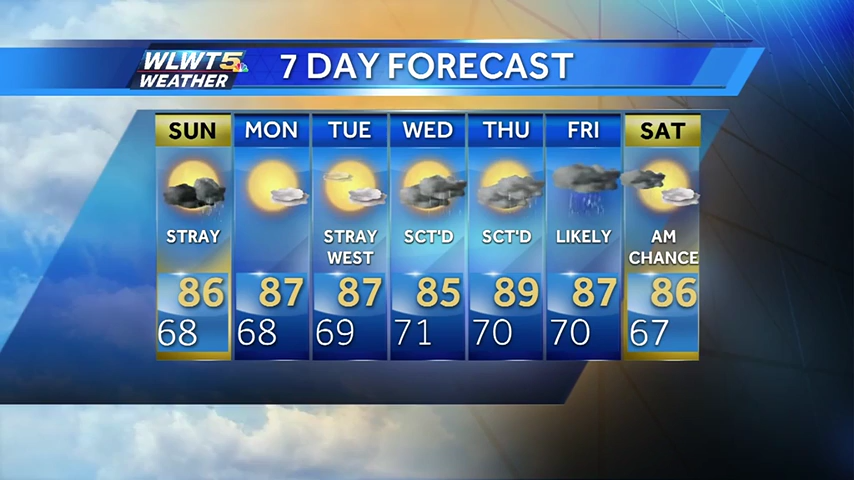 WLWT5 WEATHER
7 DAY FORECAST
SUN MON TUE WED THU FRI SAT
STRAY STRAY WEST SCT'D SCT'D LIKELY AM CHANCE
86 87 87 85 89 87 86
68 68 69 71 70 70 67